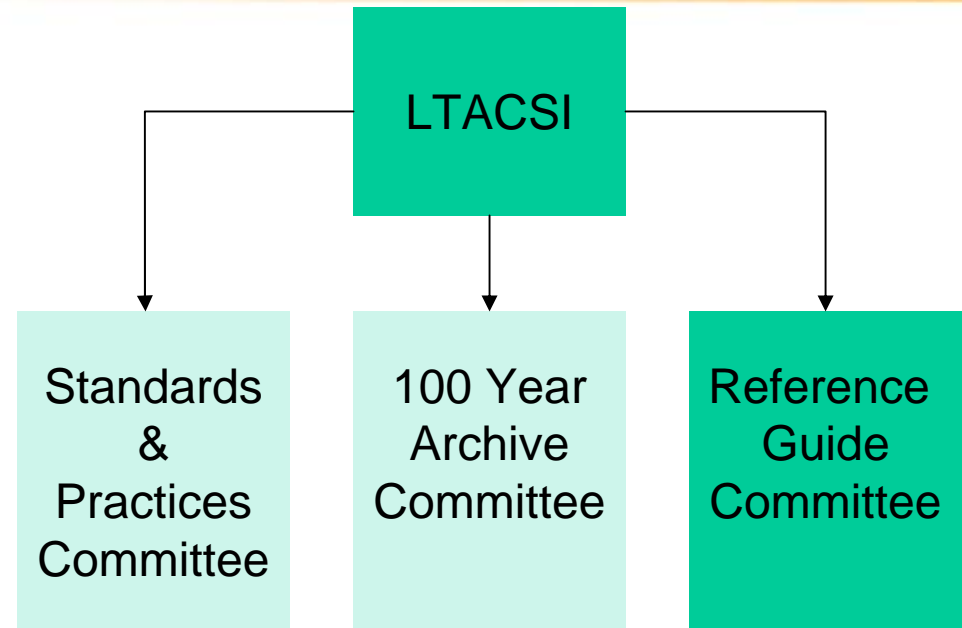 LTACSI
Standards
&
Practices
Committee
100 Year
Archive
Committee
Reference
Guide
Committee